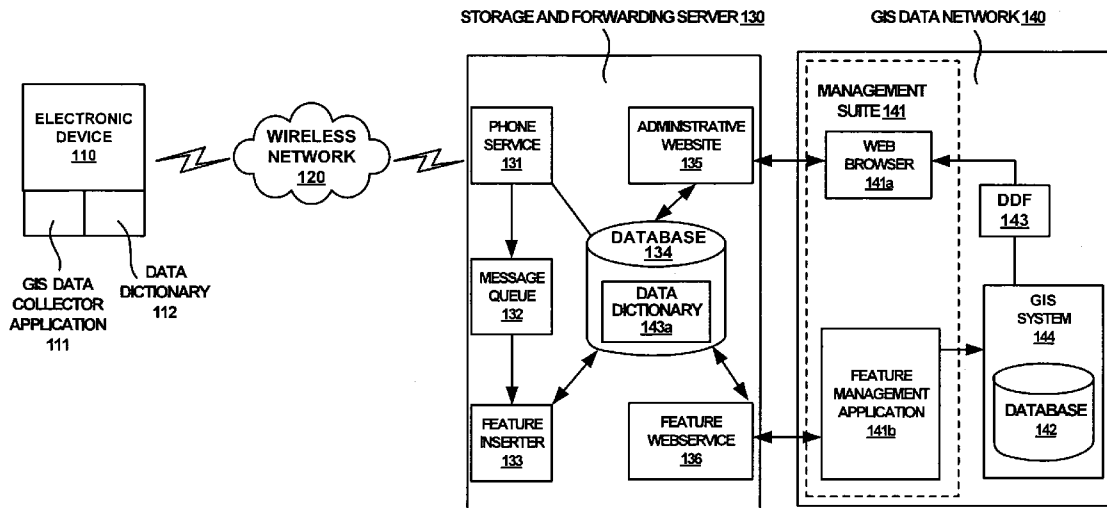 STORAGE AND FORWARDING SERVER 130
GIS DATA NETWORK 140
ELECTRONIC
DEVICE
110
GIS DATA
COLLECTOR
APPLICATION
111
DATA
DICTIONARY
112
WIRELESS
NETWORK
120
PHONE
SERVICE
131
MESSAGE
QUEUE
132
FEATURE
INSERTER
133
ADMINISTRATIVE
WEBSITE
135
DATABASE
134
DATA
DICTIONARY
143a
FEATURE
WEBSERVICE
136
MANAGEMENT
SUITE 141
WEB
BROWSER
141a
FEATURE
MANAGEMENT
APPLICATION
141b
DDF
143
GIS
SYSTEM
144
DATABASE
142